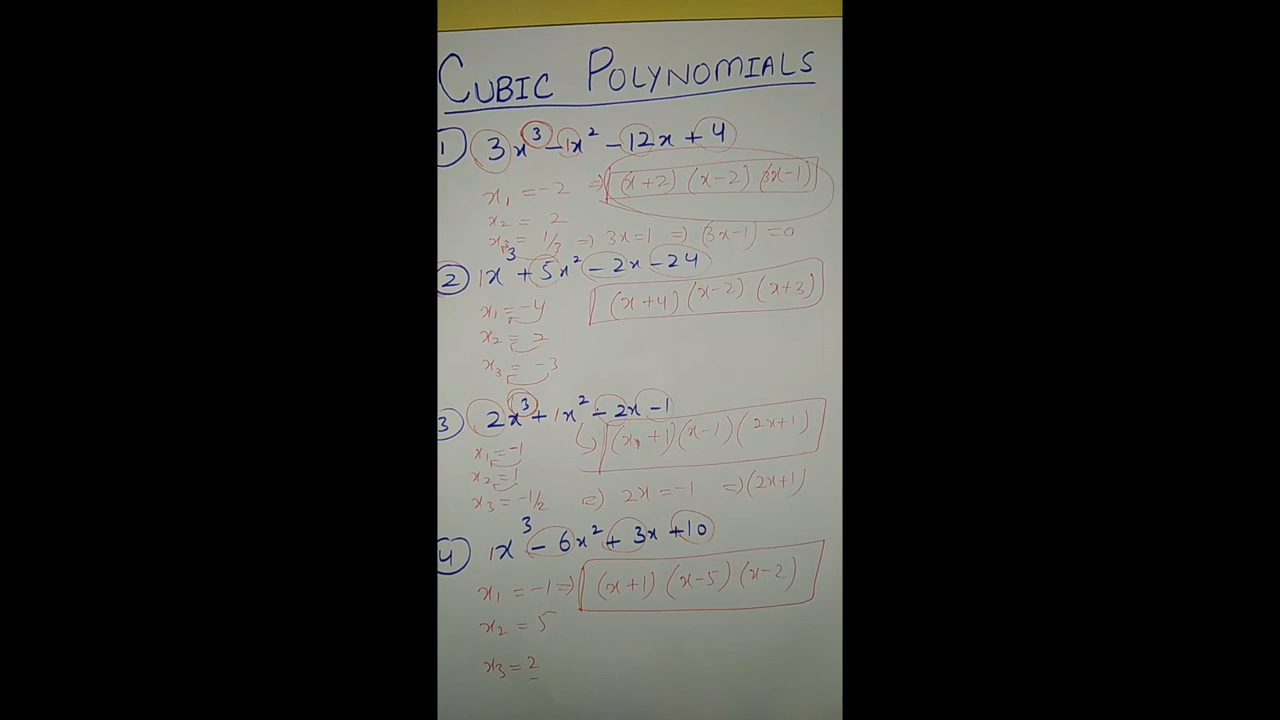 CUBIC POLYNOMIALS
1 3x³ - 1x² - 12x + 4
x₁ = -2 ⇒ (x+2) (x-2) (3x-1)
x₂ = 2
x₃ = 1/3 ⇒ 3x=1 ⇒ (3x-1) = 0
2 1x³ + 5x² - 2x - 24
(x+4) (x-2) (x+3)
x₁ = -4
x₂ = 2
x₃ = -3
3 2x³ + 1x² - 2x - 1
(x+1) (x-1) (2x+1)
x₁ = -1
x₂ = 1
x₃ = -1/2 ⇒ 2x = -1 ⇒ (2x+1)
4 1x³ - 6x² + 3x + 10
x₁ = -1 ⇒ (x+1) (x-5) (x-2)
x₂ = 5
x₃ = 2